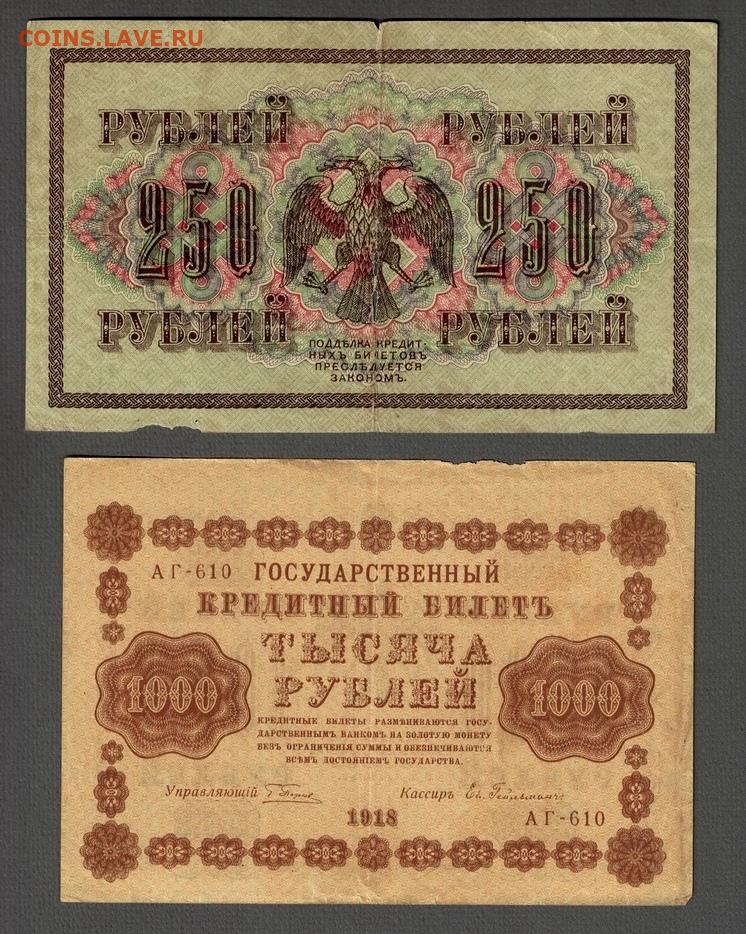 COINS.LAVE.RU
РУБЛЕЙ РУБЛЕЙ
250 250
РУБЛЕЙ РУБЛЕЙ
ПОДДѢЛКА КРЕДИТ-
НЫХЪ БИЛЕТОВЪ
ПРЕСЛѢДУЕТСЯ
ЗАКОНОМЪ.
АГ-610 ГОСУДАРСТВЕННЫЙ
КРЕДИТНЫЙ БИЛЕТЪ
ТЫСЯЧА
РУБЛЕЙ
1000 1000
КРЕДИТНЫЕ БИЛЕТЫ РАЗМѢНИВАЮТСЯ ГОСУ-
ДАРСТВЕННЫМЪ БАНКОМЪ НА ЗОЛОТУЮ МОНЕТУ
БЕЗЪ ОГРАНИЧЕНІЯ СУММЫ И ОБЕЗПЕЧИВАЮТСЯ
ВСѢМЪ ДОСТОЯНІЕМЪ ГОСУДАРСТВА.
Управляющій Кассиръ
1918 АГ-610